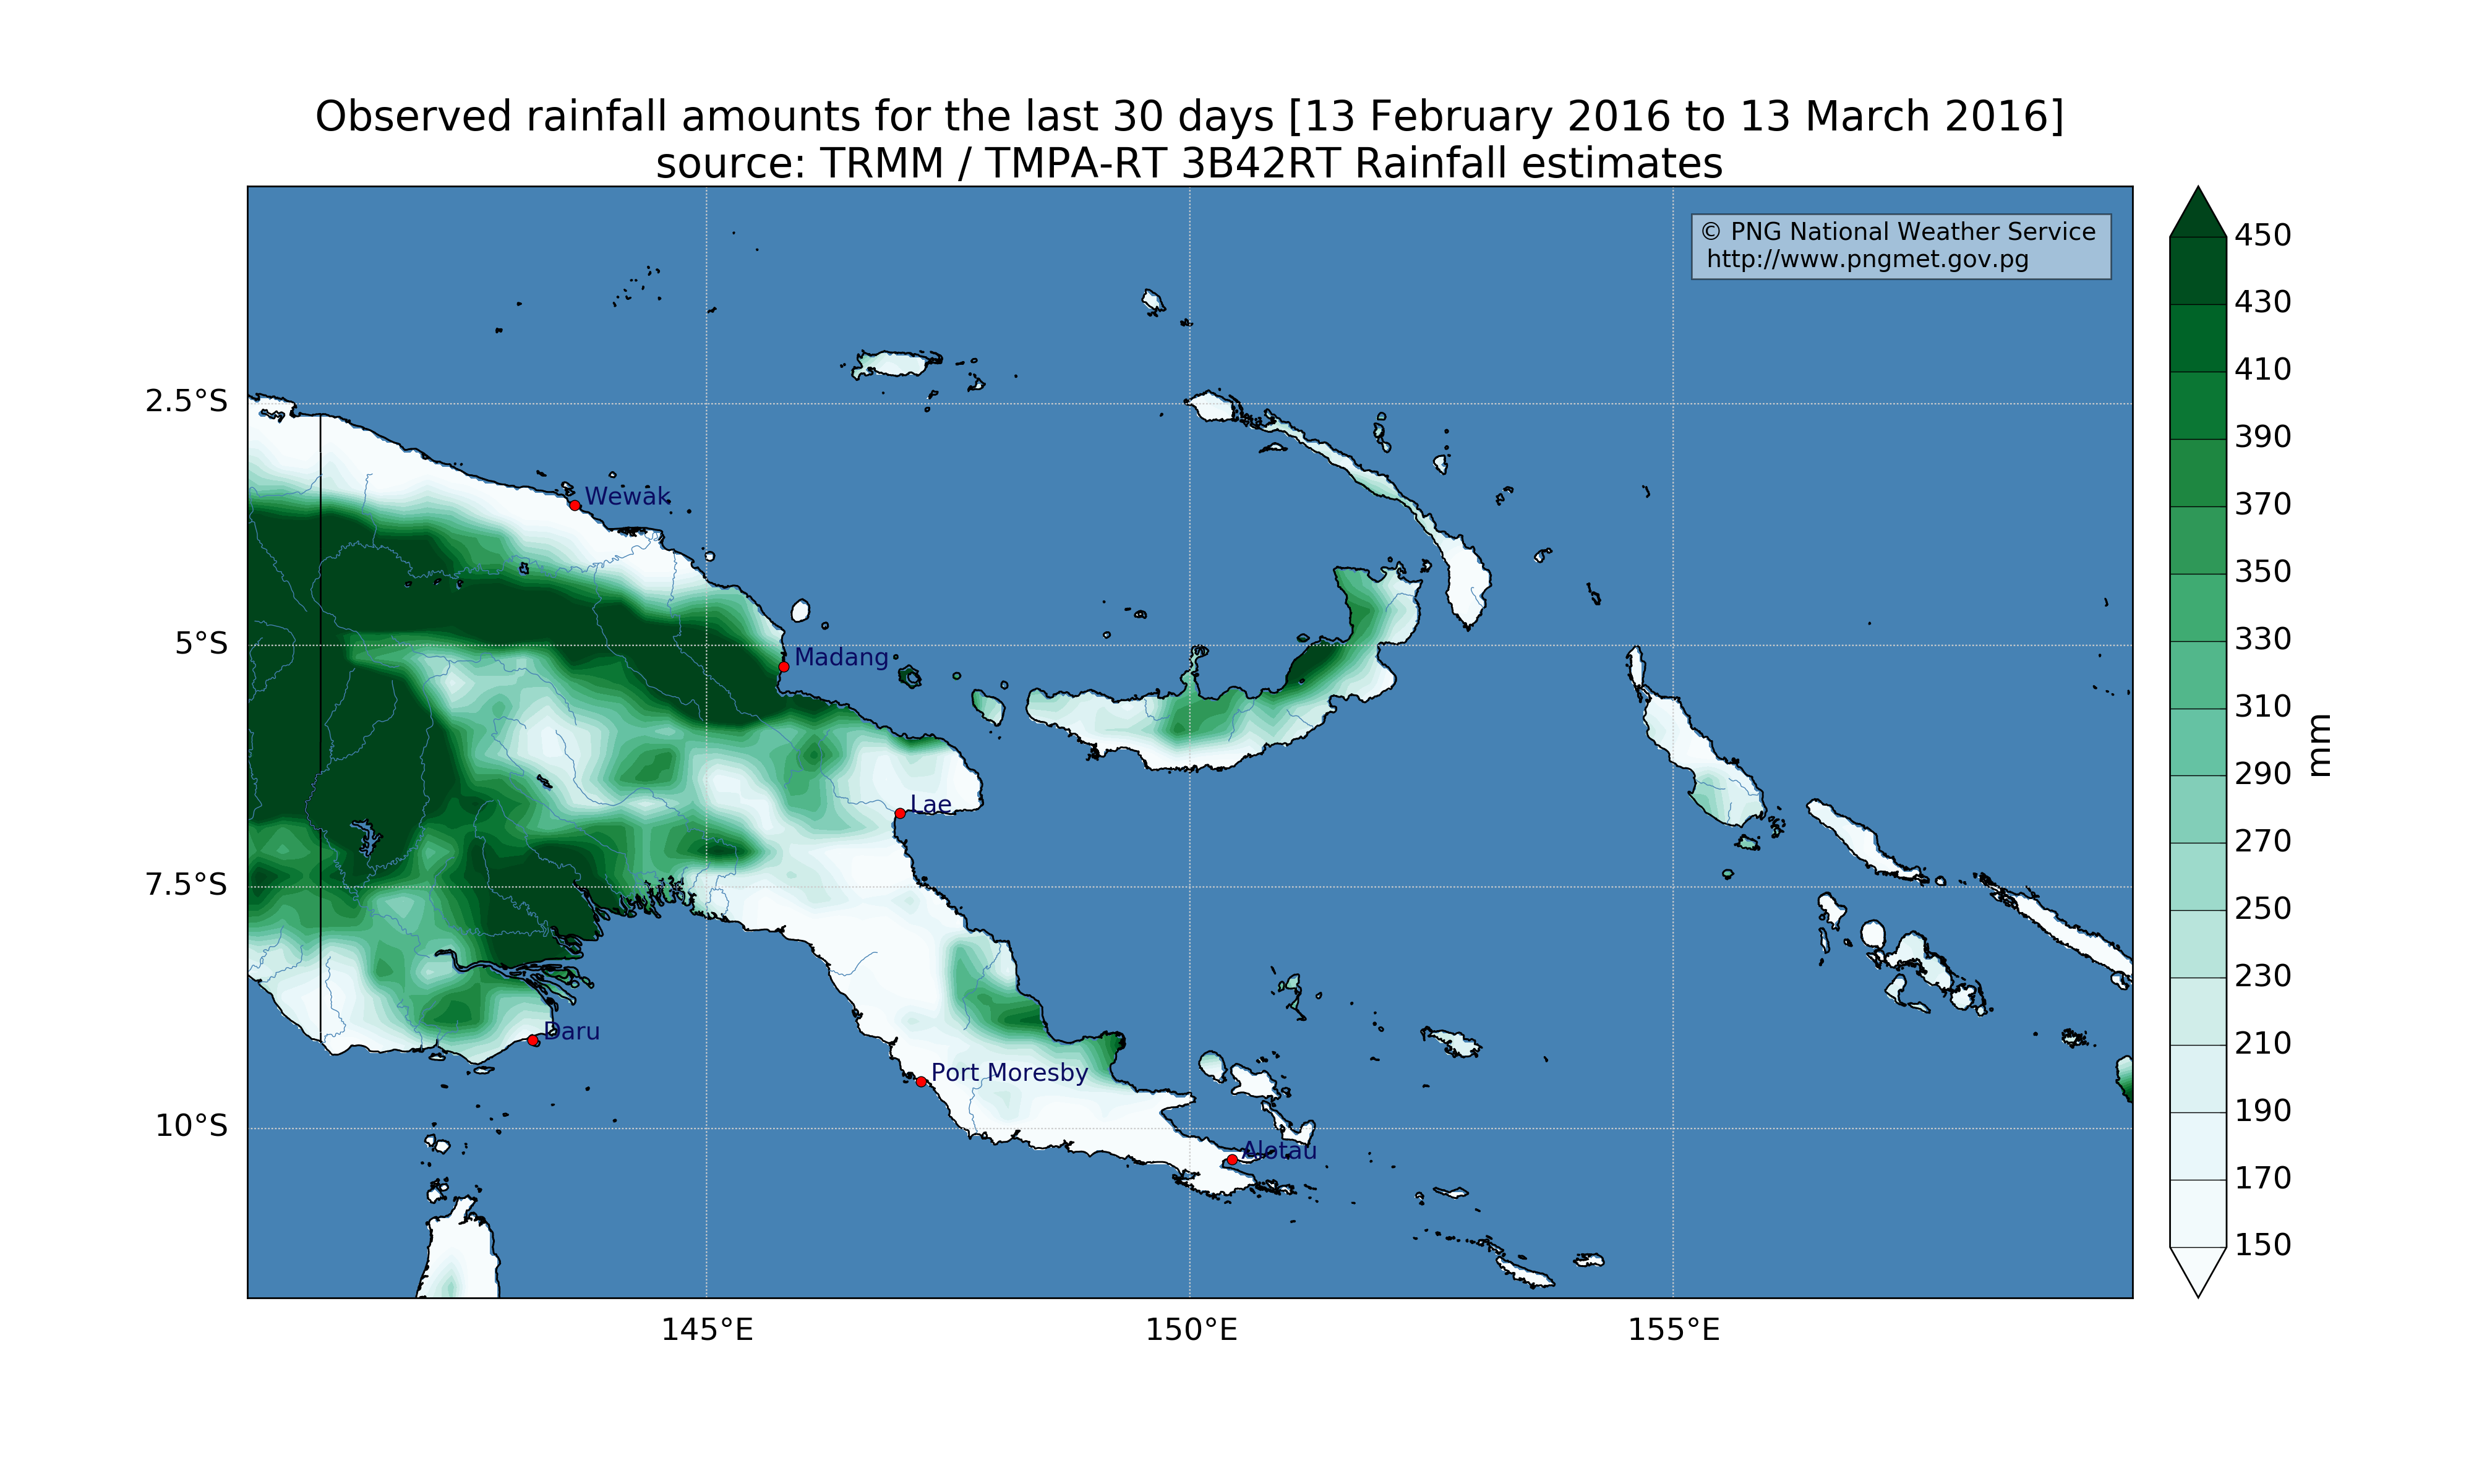 Observed rainfall amounts for the last 30 days [13 February 2016 to 13 March 2016]
source: TRMM / TMPA-RT 3B42RT Rainfall estimates
© PNG National Weather Service
http://www.pngmet.gov.pg
450
430
410
390
370
350
330
310
290
270
250
230
210
190
170
150
mm
2.5°S
5°S
7.5°S
10°S
Wewak
Madang
Lae
Daru
Port Moresby
Alotau
145°E
150°E
155°E